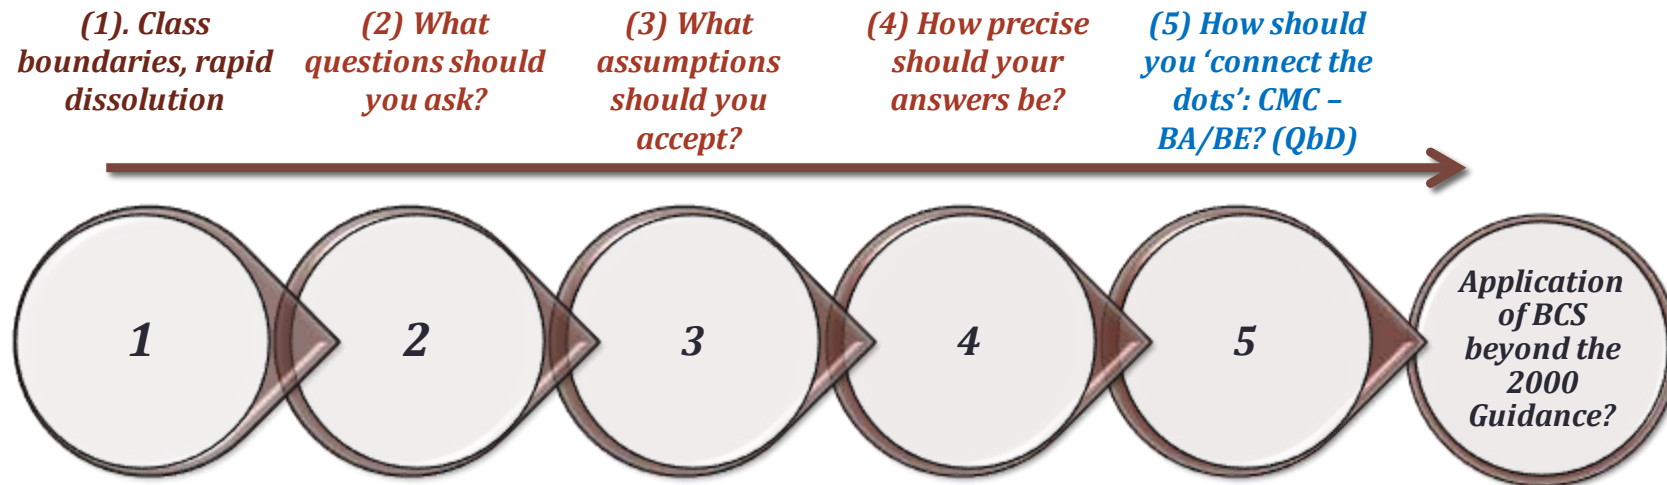 (1). Class
boundaries, rapid
dissolution
(2) What
questions should
you ask?
(3) What
assumptions
should you
accept?
(4) How precise
should your
answers be?
(5) How should
you ‘connect the
dots’: CMC –
BA/BE? (QbD)
1
2
3
4
5
Application
of BCS
beyond the
2000
Guidance?